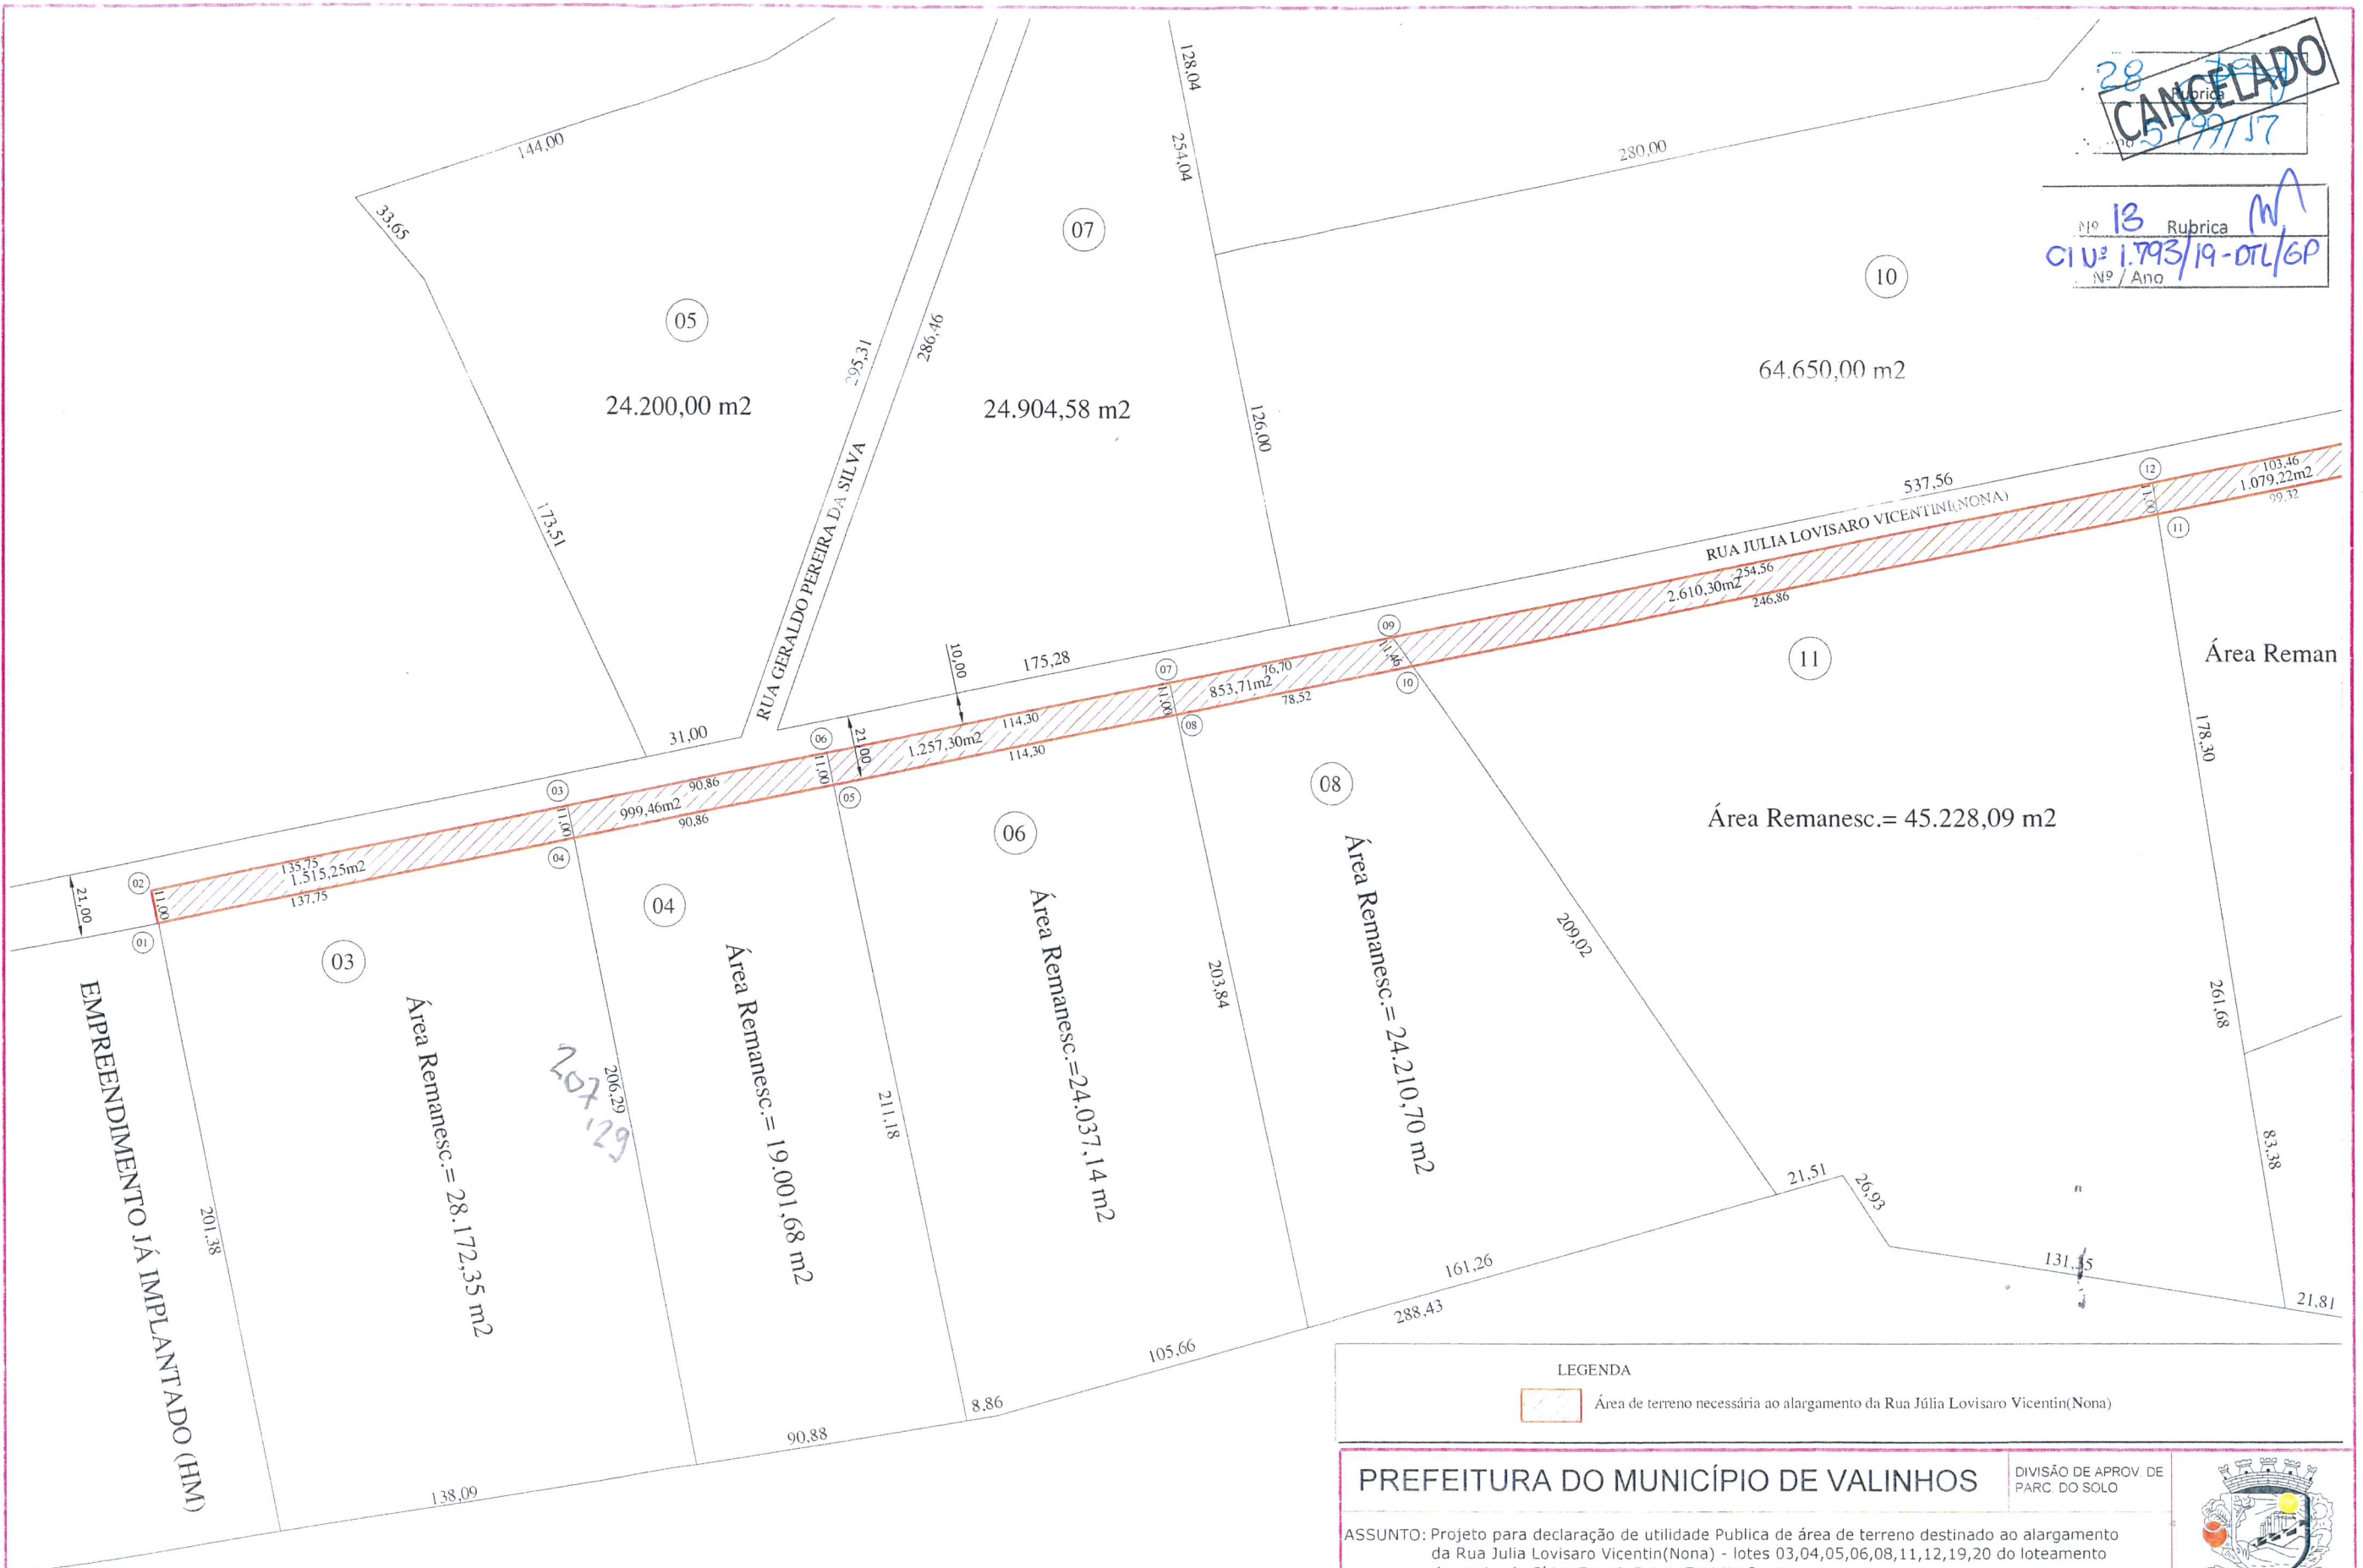 128,04
28
Rubrica
CANCELADO
5799/17
144,00
254,04
280,00
33,65
Nº 13 Rubrica
CI Nº 1.793/19-DTL/GP
Nº / Ano
07
10
05
295,31
286,46
64.650,00 m2
24.200,00 m2
24.904,58 m2
126,00
173,51
RUA GERALDO PEREIRA DA SILVA
537,56
RUA JULIA LOVISARO VICENTINI(NONA)
12
103,46
1.079,22m2
99,32
11,00
11
254,56
2.610,30m2
246,86
09
11,46
10
11
Área Reman
10,00
175,28
07
76,70
853,71m2
78,52
11,00
08
31,00
06
21,00
114,30
1.257,30m2
114,30
11,00
05
178,30
03
90,86
999,46m2
90,86
11,00
04
08
06
Área Remanesc.= 45.228,09 m2
02
135,75
1.515,25m2
137,75
21,00
11,00
01
03
04
EMPREENDIMENTO JÁ IMPLANTADO (HM)
Área Remanesc.= 28.172,35 m2
Área Remanesc.= 19.001,68 m2
Área Remanesc.=24.037,14 m2
Área Remanesc.= 24.210,70 m2
209,02
203,84
261,68
206,29
207,29
211,18
201,38
83,38
21,51
26,93
161,26
131,35
288,43
21,81
105,66
8,86
90,88
138,09
LEGENDA
Área de terreno necessária ao alargamento da Rua Júlia Lovisaro Vicentin(Nona)
PREFEITURA DO MUNICÍPIO DE VALINHOS
DIVISÃO DE APROV. DE
PARC. DO SOLO
ASSUNTO: Projeto para declaração de utilidade Publica de área de terreno destinado ao alargamento
da Rua Julia Lovisaro Vicentin(Nona) - lotes 03,04,05,06,08,11,12,19,20 do loteamento